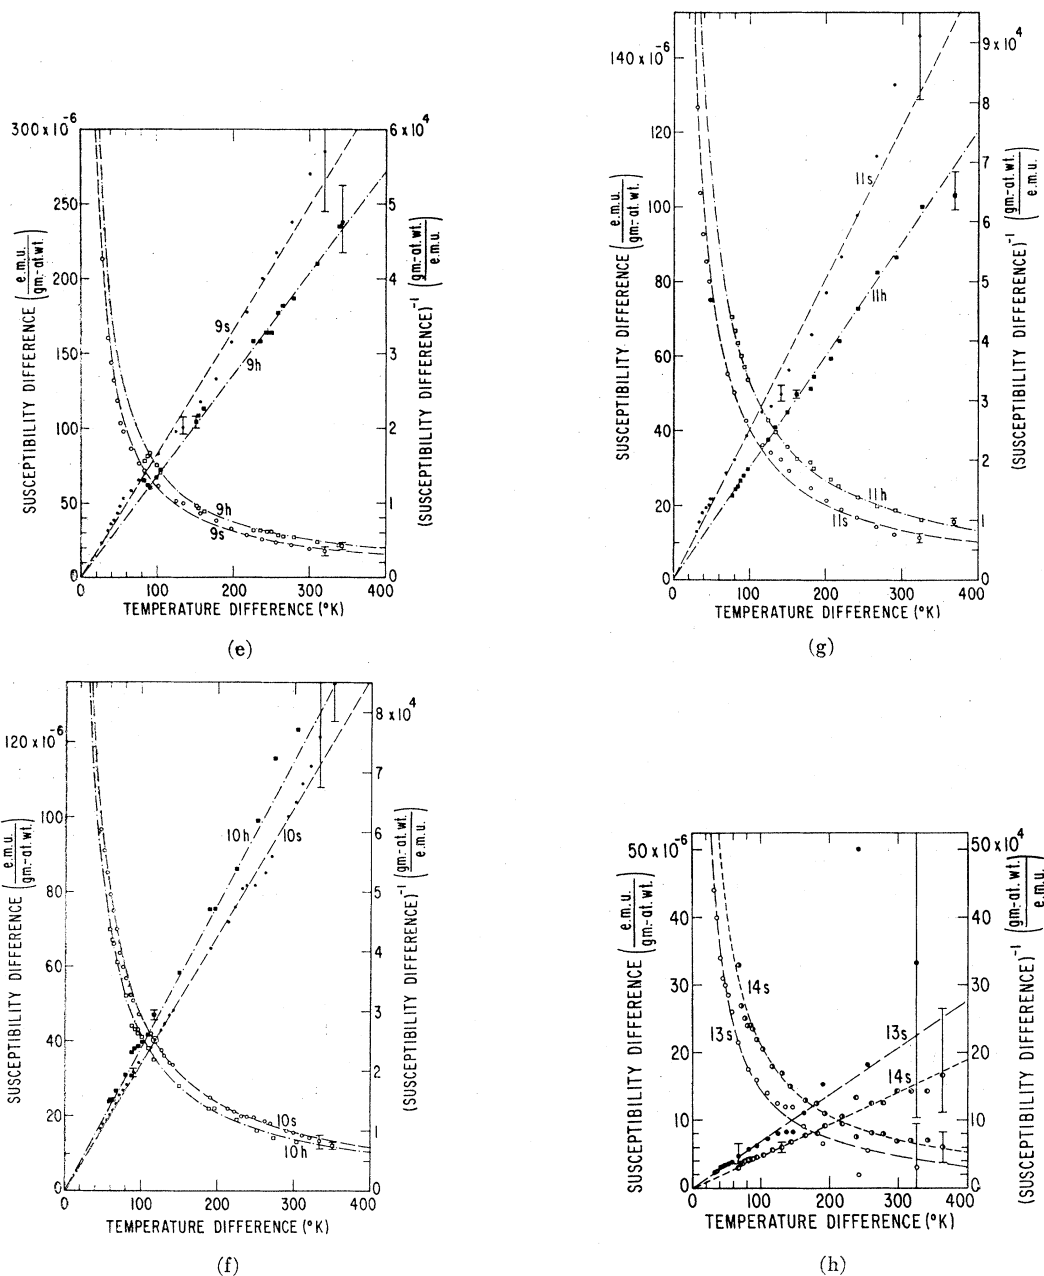 300 x 10⁻⁶
250
200
150
100
50
0
6 x 10⁴
5
4
3
2
1
0
0 100 200 300 400
SUSCEPTIBILITY DIFFERENCE (e.m.u. / gm.-at.wt.)
(SUSCEPTIBILITY DIFFERENCE)⁻¹ (gm.-at.wt. / e.m.u.)
9s
9h
9h
9s
TEMPERATURE DIFFERENCE (°K)
(e)
120 x 10⁻⁶
100
80
60
40
20
0
8 x 10⁴
7
6
5
4
3
2
1
0
0 100 200 300 400
SUSCEPTIBILITY DIFFERENCE (e.m.u. / gm.-at.wt.)
(SUSCEPTIBILITY DIFFERENCE)⁻¹ (gm.-at.wt. / e.m.u.)
10h
10s
10s
10h
TEMPERATURE DIFFERENCE (°K)
(f)
140 x 10⁻⁶
120
100
80
60
40
20
0
9 x 10⁴
8
7
6
5
4
3
2
1
0
0 100 200 300 400
SUSCEPTIBILITY DIFFERENCE (e.m.u. / gm.-at.wt.)
(SUSCEPTIBILITY DIFFERENCE)⁻¹ (gm.-at.wt. / e.m.u.)
11s
11h
11h
11s
TEMPERATURE DIFFERENCE (°K)
(g)
50 x 10⁻⁶
40
30
20
10
0
50 x 10⁴
40
30
20
10
0
0 100 200 300 400
SUSCEPTIBILITY DIFFERENCE (e.m.u. / gm.-at.wt.)
(SUSCEPTIBILITY DIFFERENCE)⁻¹ (gm.-at.wt. / e.m.u.)
14s
13s
13s
14s
TEMPERATURE DIFFERENCE (°K)
(h)